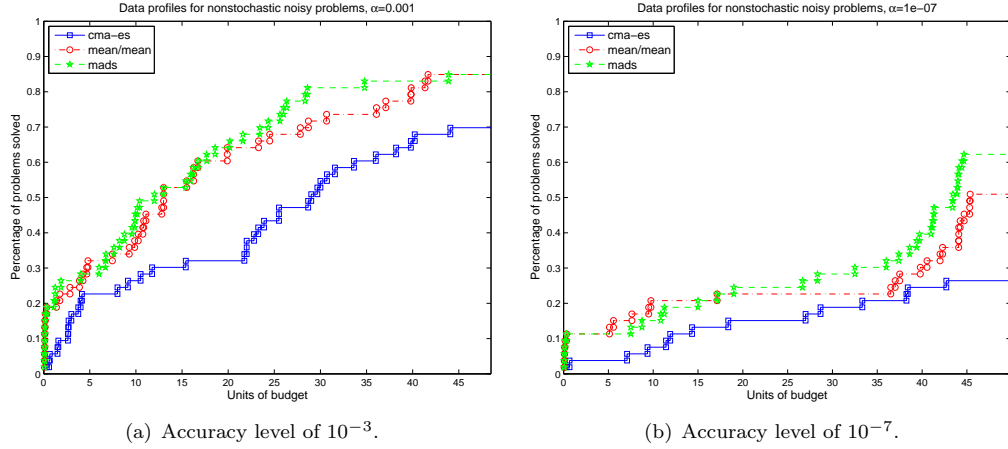 Data profiles for nonstochastic noisy problems, α=0.001
cma-es
mean/mean
mads
Percentage of problems solved
1
0.9
0.8
0.7
0.6
0.5
0.4
0.3
0.2
0.1
0
0 5 10 15 20 25 30 35 40 45
Units of budget
(a) Accuracy level of 10⁻³.
Data profiles for nonstochastic noisy problems, α=1e−07
cma-es
mean/mean
mads
Percentage of problems solved
1
0.9
0.8
0.7
0.6
0.5
0.4
0.3
0.2
0.1
0
0 5 10 15 20 25 30 35 40 45
Units of budget
(b) Accuracy level of 10⁻⁷.